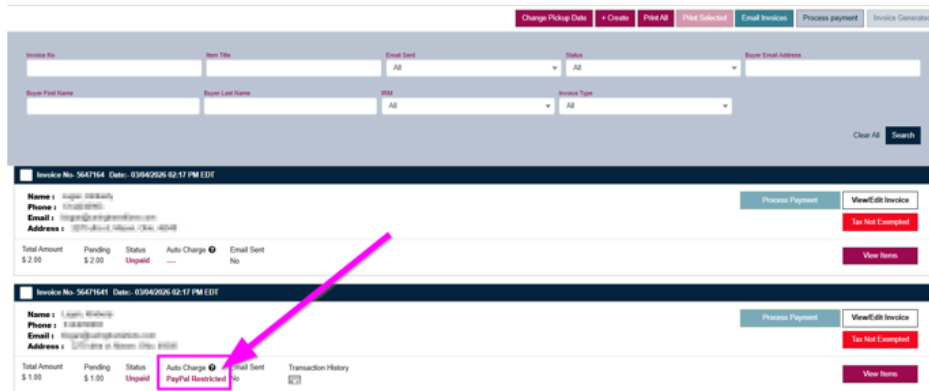 Change Pickup Date + Create Print All Print Selected Email Invoices Process payment Invoice Generated
Invoice No Item Title Email Sent Status Buyer Email Address
All All
Buyer First Name Buyer Last Name IRM Invoice Type
All All
Clear All Search
Invoice No- 5647164 Date:- 03/04/2026 02:17 PM EDT
Name :
Phone :
Email :
Address :
Process Payment View/Edit Invoice
Tax Not Exempted
Total Amount Pending Status Auto Charge Email Sent
$ 2.00 $ 2.00 Unpaid ---- No
View Items
Invoice No- 56471641 Date:- 03/04/2026 02:17 PM EDT
Name :
Phone :
Email :
Address :
Process Payment View/Edit Invoice
Tax Not Exempted
Total Amount Pending Status Auto Charge Email Sent Transaction History
$ 1.00 $ 1.00 Unpaid PayPal Restricted No
View Items